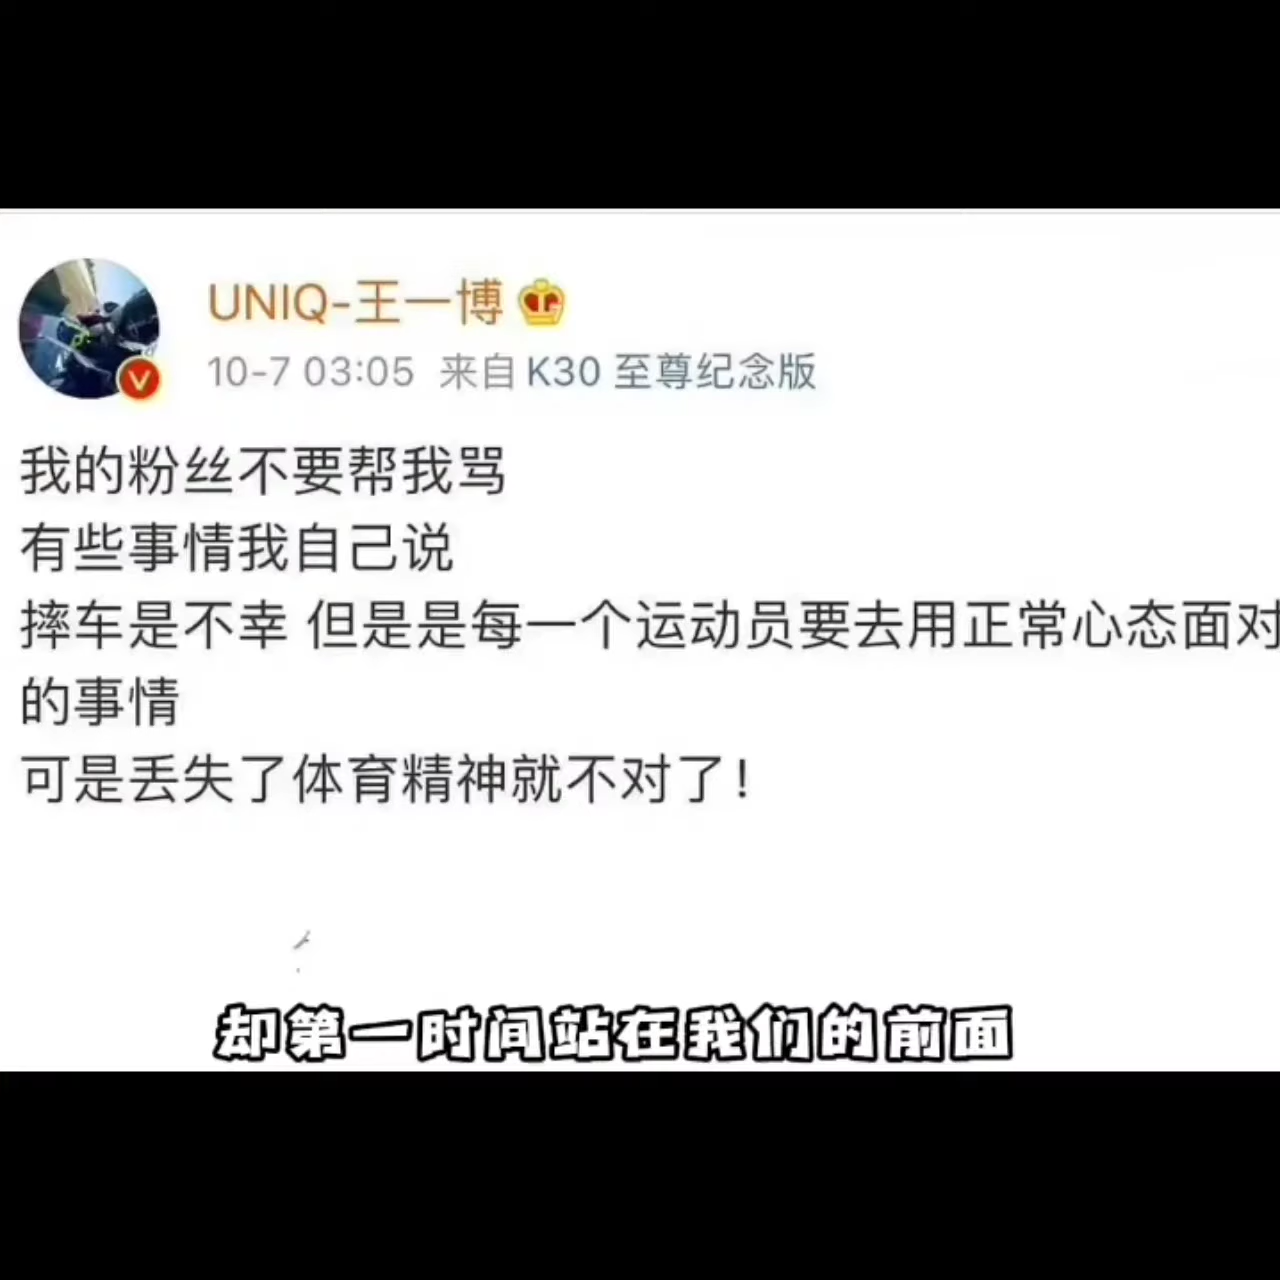 UNIQ-王一博
10-7 03:05 来自 K30 至尊纪念版
我的粉丝不要帮我骂
有些事情我自己说
摔车是不幸 但是是每一个运动员要去用正常心态面对
的事情
可是丢失了体育精神就不对了！
却第一时间站在我们的前面